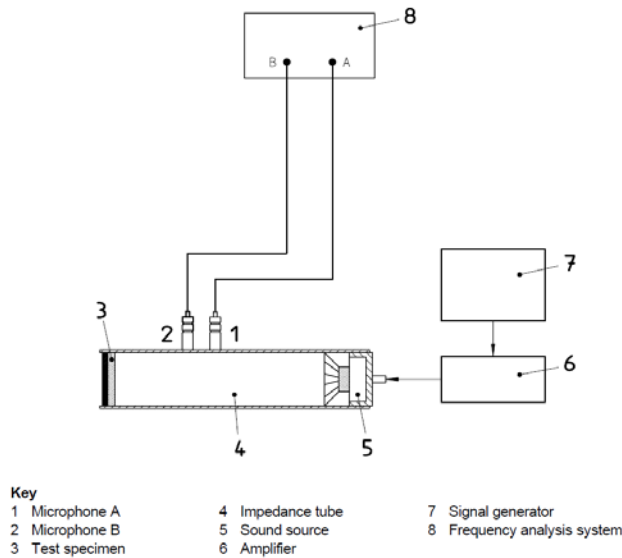 8
B A
7
3
2 1
6
4
5
Key
1 Microphone A 4 Impedance tube 7 Signal generator
2 Microphone B 5 Sound source 8 Frequency analysis system
3 Test specimen 6 Amplifier